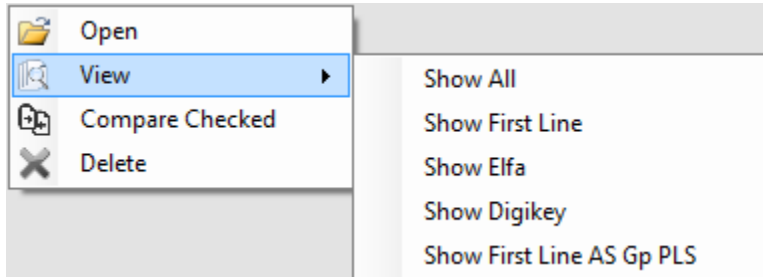 Open
View
Compare Checked
Delete
Show All
Show First Line
Show Elfa
Show Digikey
Show First Line AS Gp PLS